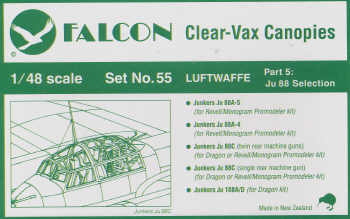 FALCON Clear-Vax Canopies
1/48 scale Set No.55 LUFTWAFFE Part 5:
Ju 88 Selection
Junkers Ju 88A-5
(for Revell/Monogram Promodeler kit)
Junkers Ju 88A-4
(for Revell/Monogram Promodeler kit)
Junkers Ju 88C (twin rear machine guns)
(for Dragon or Revell/Monogram Promodeler kit)
Junkers Ju 88C (single rear machine gun)
(for Dragon or Revell/Monogram Promodeler kit)
Junkers Ju 188A/G (for Dragon kit)
Junkers Ju 88C
Made in New Zealand